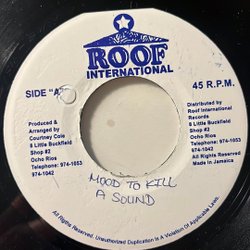 ROOF
INTERNATIONAL
SIDE "A"
45 R.P.M.
Produced &
Arranged by
Courtney Cole
8 Little Buckfield
Shop #2
Ocho Rios
Telephone: 974-1053
974-1042
Distributed by
Roof International
Records
8 Little Buckfield
Shop #2
Ocho Rios
Telephone: 974-1053
974-1042
All Rights Reserved
Made in Jamaica
MOOD TO KILL
A SOUND
All Rights Reserved. Unauthorized Duplication is A Violation Of Applicable Laws.